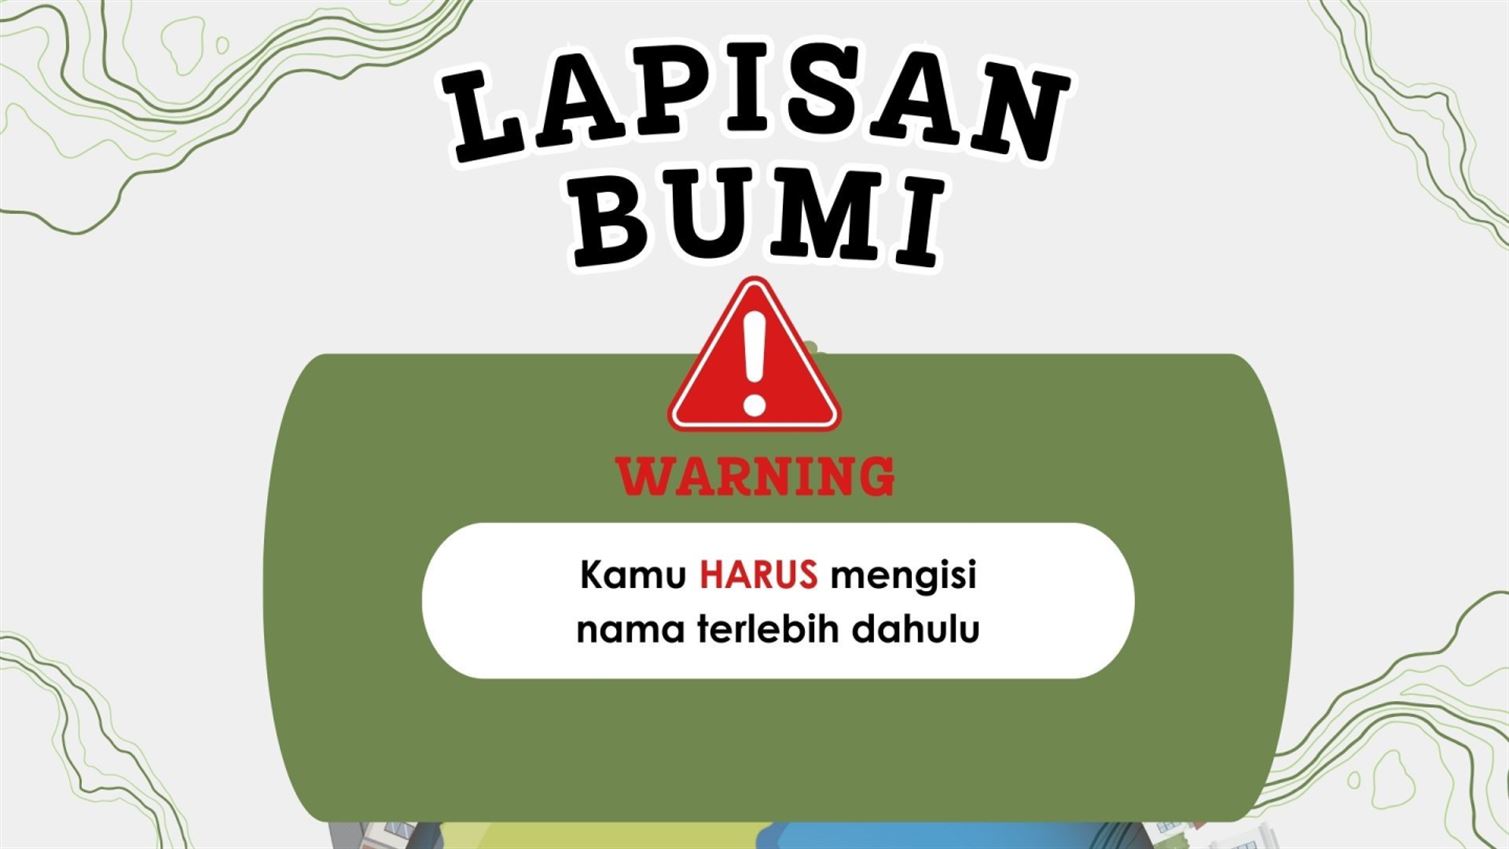 LAPISAN
BUMI
WARNING
Kamu HARUS mengisi
nama terlebih dahulu